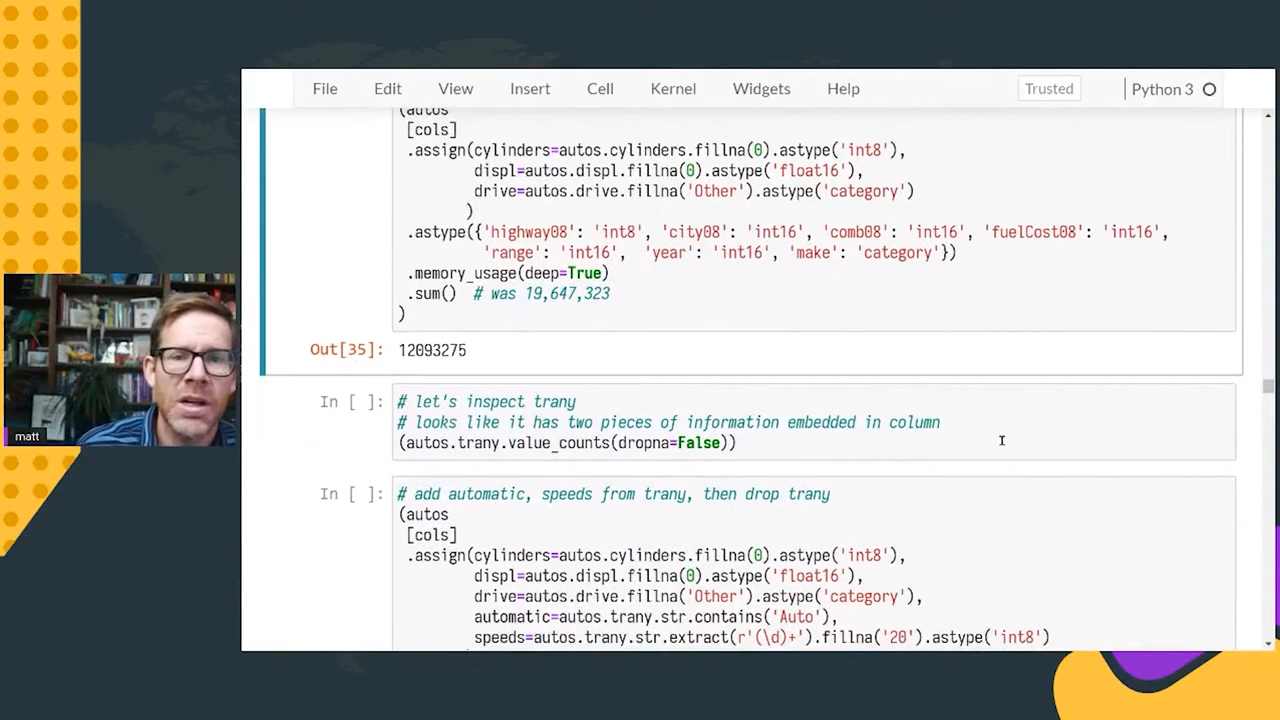 File Edit View Insert Cell Kernel Widgets Help Trusted Python 3
(autos
[cols]
.assign(cylinders=autos.cylinders.fillna(0).astype('int8'),
displ=autos.displ.fillna(0).astype('float16'),
drive=autos.drive.fillna('Other').astype('category')
)
.astype({'highway08': 'int8', 'city08': 'int16', 'comb08': 'int16', 'fuelCost08': 'int16',
'range': 'int16', 'year': 'int16', 'make': 'category'})
.memory_usage(deep=True)
.sum() # was 19,647,323
)
Out[35]: 12093275
In [ ]: # let's inspect trany
# looks like it has two pieces of information embedded in column
(autos.trany.value_counts(dropna=False))
In [ ]: # add automatic, speeds from trany, then drop trany
(autos
[cols]
.assign(cylinders=autos.cylinders.fillna(0).astype('int8'),
displ=autos.displ.fillna(0).astype('float16'),
drive=autos.drive.fillna('Other').astype('category'),
automatic=autos.trany.str.contains('Auto'),
speeds=autos.trany.str.extract(r'(\d)+').fillna('20').astype('int8')
matt